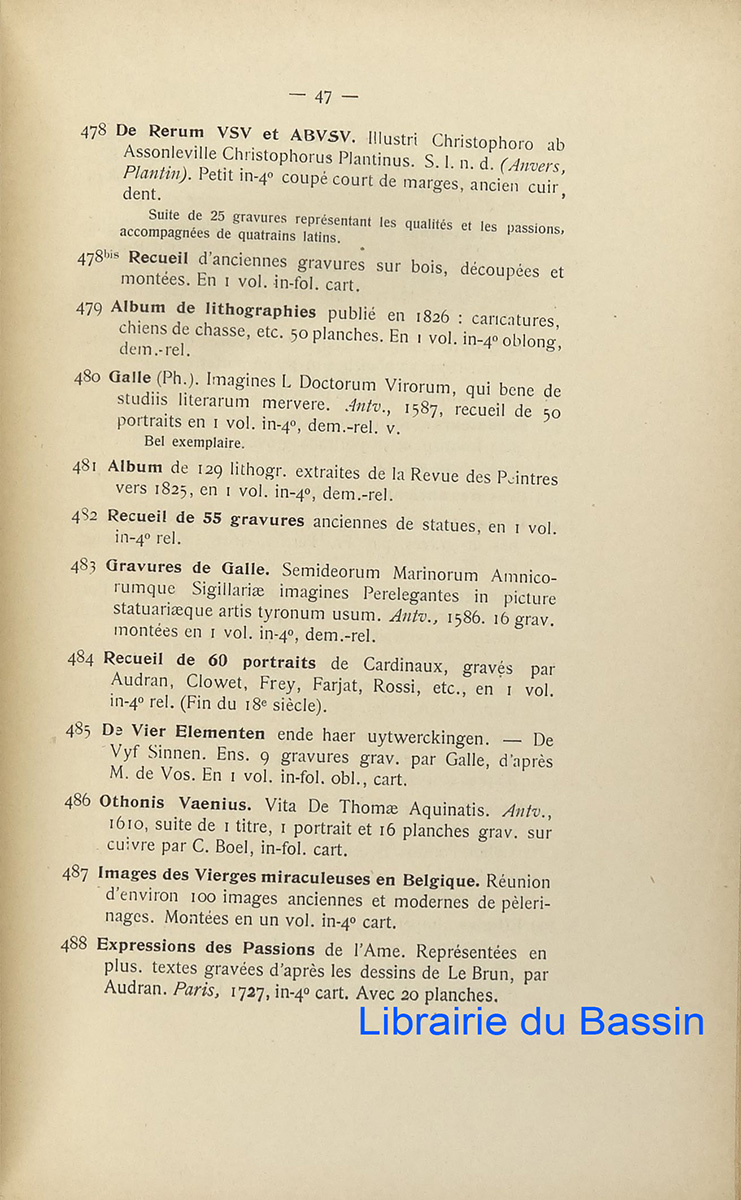 — 47 —
478 De Rerum VSV et ABVSV. Illustri Christophoro ab
Assonleville Christophorus Plantinus. S. l. n. d. (Anvers,
Plantin). Petit in-4º coupé court de marges, ancien cuir,
dent.
Suite de 25 gravures représentant les qualités et les passions,
accompagnées de quatrains latins.
478bis Recueil d'anciennes gravures sur bois, découpées et
montées. En 1 vol. in-fol. cart.
479 Album de lithographies publié en 1826 : caricatures,
chiens de chasse, etc. 50 planches. En 1 vol. in-4º oblong,
dem.-rel.
480 Galle (Ph.). Imagines L Doctorum Virorum, qui bene de
studiis literarum mervere. Antv., 1587, recueil de 50
portraits en 1 vol. in-4º, dem.-rel. v.
Bel exemplaire.
481 Album de 129 lithogr. extraites de la Revue des Peintres
vers 1825, en 1 vol. in-4º, dem.-rel.
482 Recueil de 55 gravures anciennes de statues, en 1 vol.
in-4º rel.
483 Gravures de Galle. Semideorum Marinorum Amnico-
rumque Sigillariæ imagines Perelegantes in picture
statuariæque artis tyronum usum. Antv., 1586. 16 grav.
montées en 1 vol. in-4º, dem.-rel.
484 Recueil de 60 portraits de Cardinaux, gravés par
Audran, Clowet, Frey, Farjat, Rossi, etc., en 1 vol.
in-4º rel. (Fin du 18e siècle).
485 De Vier Elementen ende haer uytwerckingen. — De
Vyf Sinnen. Ens. 9 gravures grav. par Galle, d'après
M. de Vos. En 1 vol. in-fol. obl., cart.
486 Othonis Vaenius. Vita De Thomæ Aquinatis. Antv.,
1610, suite de 1 titre, 1 portrait et 16 planches grav. sur
cuivre par C. Boel, in-fol. cart.
487 Images des Vierges miraculeuses en Belgique. Réunion
d'environ 100 images anciennes et modernes de pèleri-
nages. Montées en un vol. in-4º cart.
488 Expressions des Passions de l'Ame. Représentées en
plus. textes gravées d'après les dessins de Le Brun, par
Audran. Paris, 1727, in-4º cart. Avec 20 planches.
Librairie du Bassin